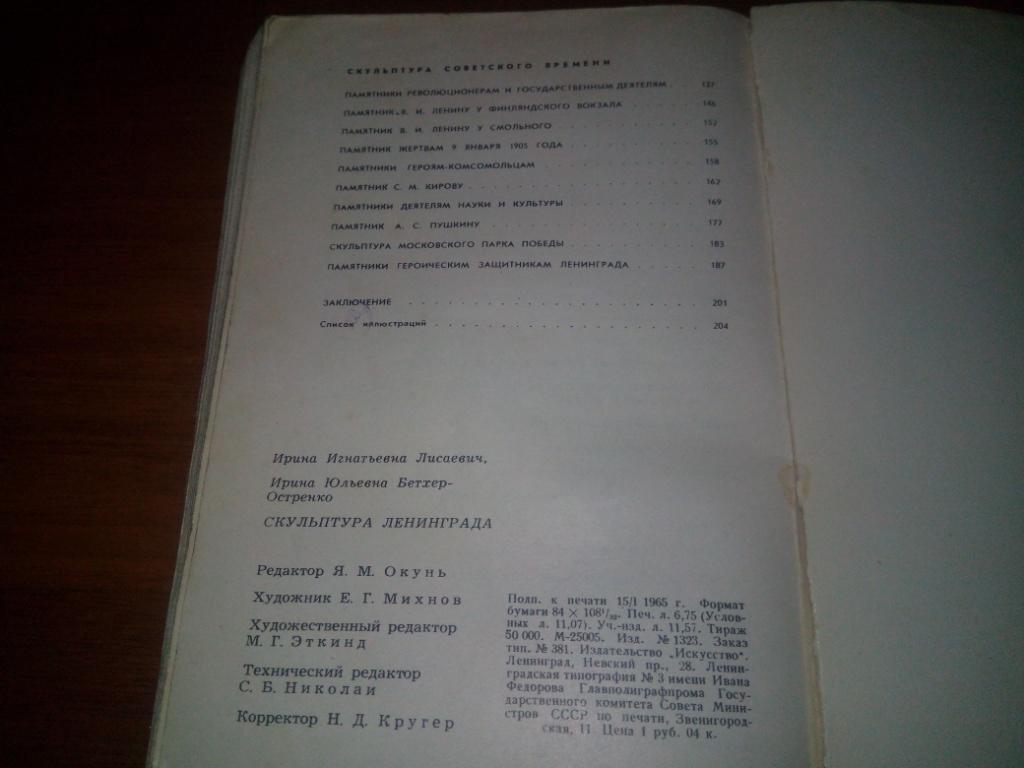 СКУЛЬПТУРА СОВЕТСКОГО ВРЕМЕНИ
ПАМЯТНИКИ РЕВОЛЮЦИОНЕРАМ И ГОСУДАРСТВЕННЫМ ДЕЯТЕЛЯМ . 127
ПАМЯТНИК В. И. ЛЕНИНУ У ФИНЛЯНДСКОГО ВОКЗАЛА . . . . 146
ПАМЯТНИК В. И. ЛЕНИНУ У СМОЛЬНОГО . . . . . . . . 152
ПАМЯТНИК ЖЕРТВАМ 9 ЯНВАРЯ 1905 ГОДА . . . . . . . . 155
ПАМЯТНИКИ ГЕРОЯМ-КОМСОМОЛЬЦАМ . . . . . . . . . 158
ПАМЯТНИК С. М. КИРОВУ . . . . . . . . . . . . . 162
ПАМЯТНИКИ ДЕЯТЕЛЯМ НАУКИ И КУЛЬТУРЫ . . . . . . . 169
ПАМЯТНИК А. С. ПУШКИНУ . . . . . . . . . . . . 177
СКУЛЬПТУРА МОСКОВСКОГО ПАРКА ПОБЕДЫ . . . . . . . 183
ПАМЯТНИКИ ГЕРОИЧЕСКИМ ЗАЩИТНИКАМ ЛЕНИНГРАДА . . . . 187
ЗАКЛЮЧЕНИЕ . . . . . . . . . . . . . . . . 201
Список иллюстраций . . . . . . . . . . . . . . . 204
Ирина Игнатьевна Лисаевич,
Ирина Юльевна Бетхер-
Остренко
СКУЛЬПТУРА ЛЕНИНГРАДА
Редактор Я. М. Окунь
Художник Е. Г. Михнов
Художественный редактор
М. Г. Эткинд
Технический редактор
С. Б. Николаи
Корректор Н. Д. Кругер
Подп. к печати 15/I 1965 г. Формат
бумаги 84 × 108¹/₃₂. Печ. л. 6,75 (Услов-
ных л. 11,07). Уч.-изд. л. 11,57. Тираж
50 000. М-25005. Изд. № 1323. Заказ
тип. № 381. Издательство „Искусство".
Ленинград, Невский пр., 28. Ленин-
градская типография № 3 имени Ивана
Федорова Главполиграфпрома Госу-
дарственного комитета Совета Мини-
стров СССР по печати, Звенигород-
ская, 11. Цена 1 руб. 04 к.